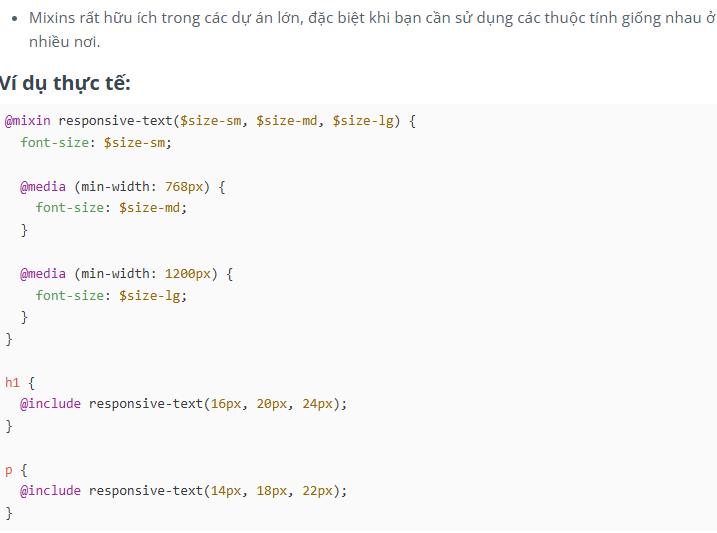 • Mixins rất hữu ích trong các dự án lớn, đặc biệt khi bạn cần sử dụng các thuộc tính giống nhau ở
nhiều nơi.
Ví dụ thực tế:
@mixin responsive-text($size-sm, $size-md, $size-lg) {
  font-size: $size-sm;

  @media (min-width: 768px) {
    font-size: $size-md;
  }

  @media (min-width: 1200px) {
    font-size: $size-lg;
  }
}

h1 {
  @include responsive-text(16px, 20px, 24px);
}

p {
  @include responsive-text(14px, 18px, 22px);
}